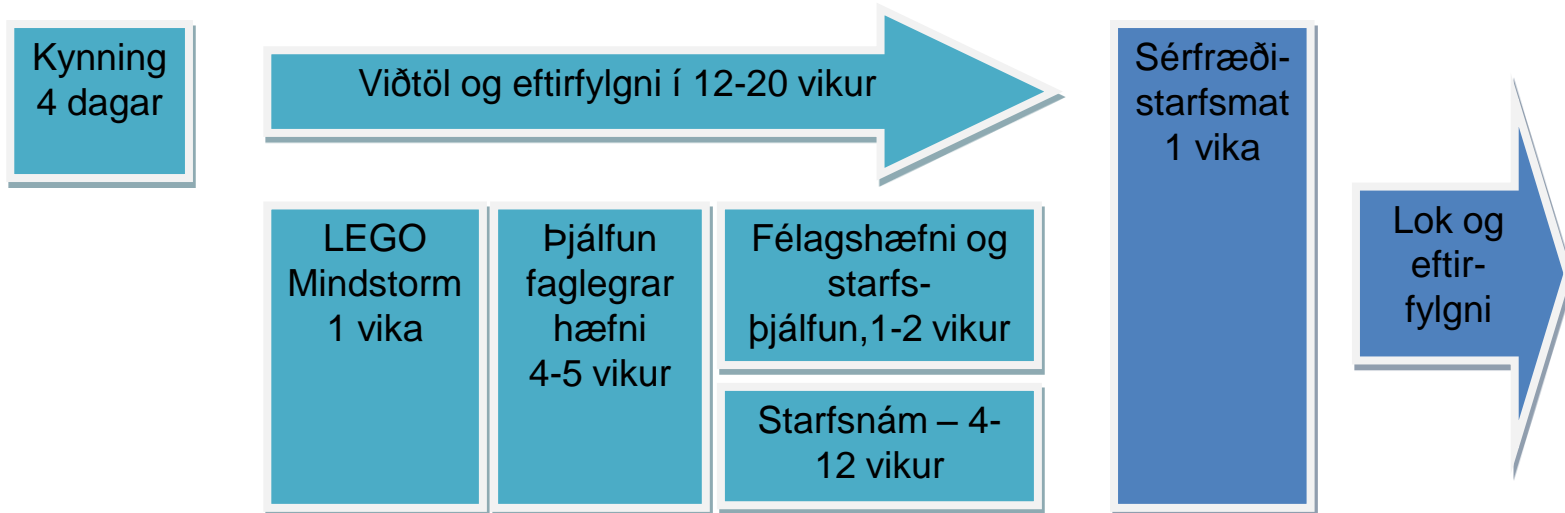 Kynning
4 dagar
Viðtöl og eftirfylgni í 12-20 vikur
LEGO
Mindstorm
1 vika
Þjálfun
faglegrar
hæfni
4-5 vikur
Félagshæfni og
starfs-
þjálfun,1-2 vikur
Starfsnám – 4-
12 vikur
Sérfræði-
starfsmat
1 vika
Lok og
eftir-
fylgni